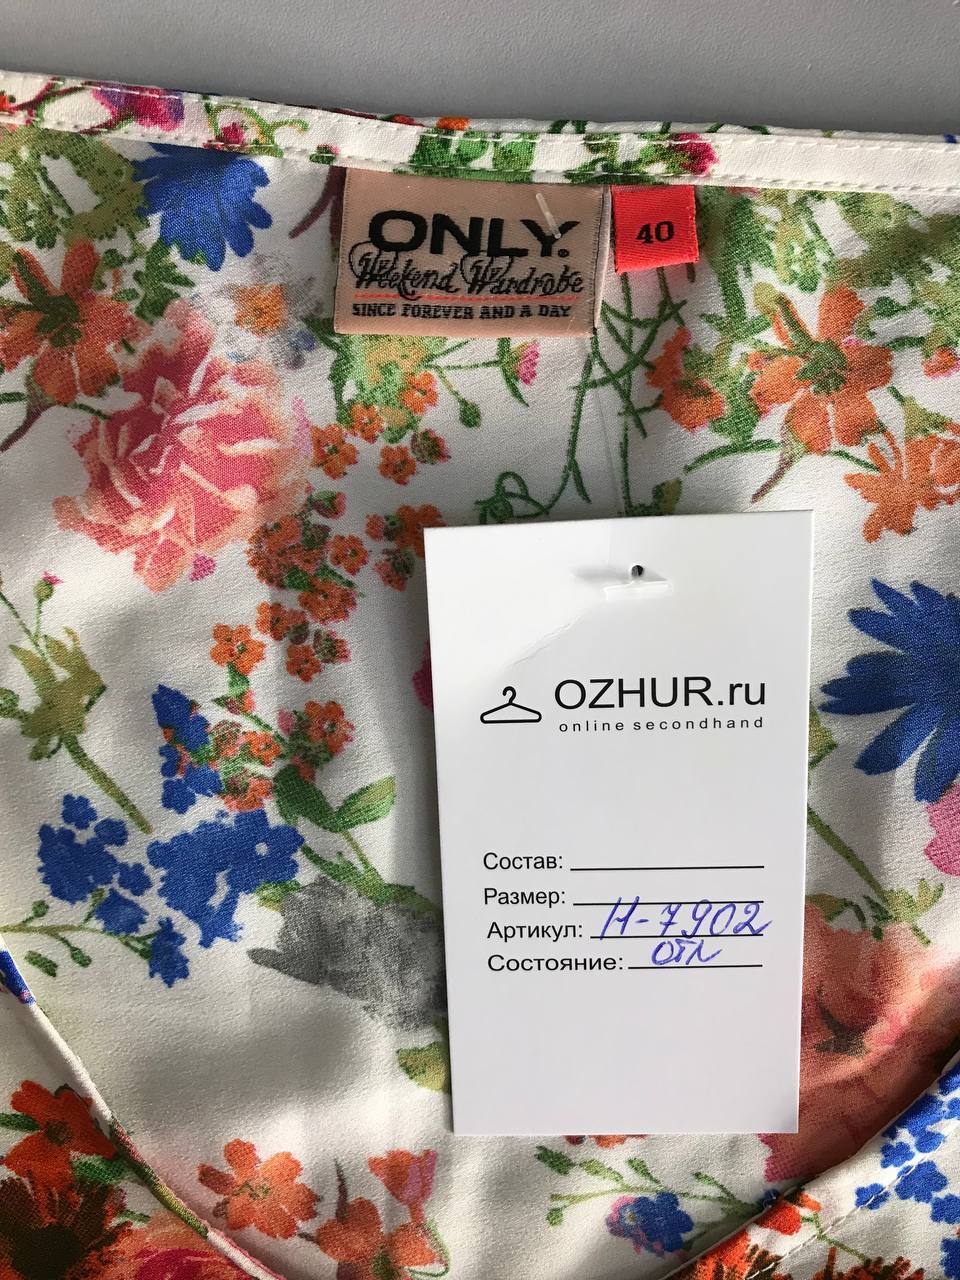 ONLY.
Weekend Wardrobe
SINCE FOREVER AND A DAY
40
OZHUR.ru
online secondhand
Состав:
Размер:
Артикул: Н-7902
Состояние: отл